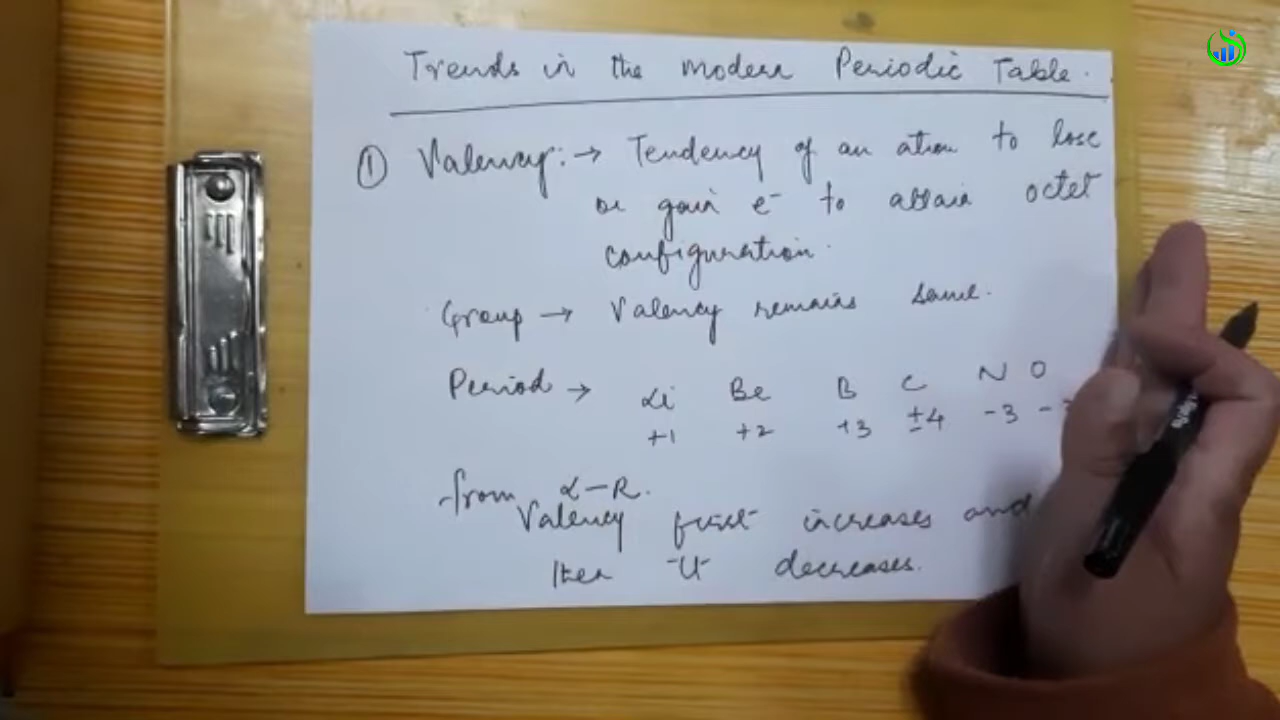 Trends in the modern Periodic Table.
① Valency:→ Tendency of an atom to lose
or gain e⁻ to attain octet
configuration.
Group → Valency remains same.
Period → Li Be B C N O
+1 +2 +3 ±4 -3 -2
from L-R.
Valency first increases and
then it decreases.